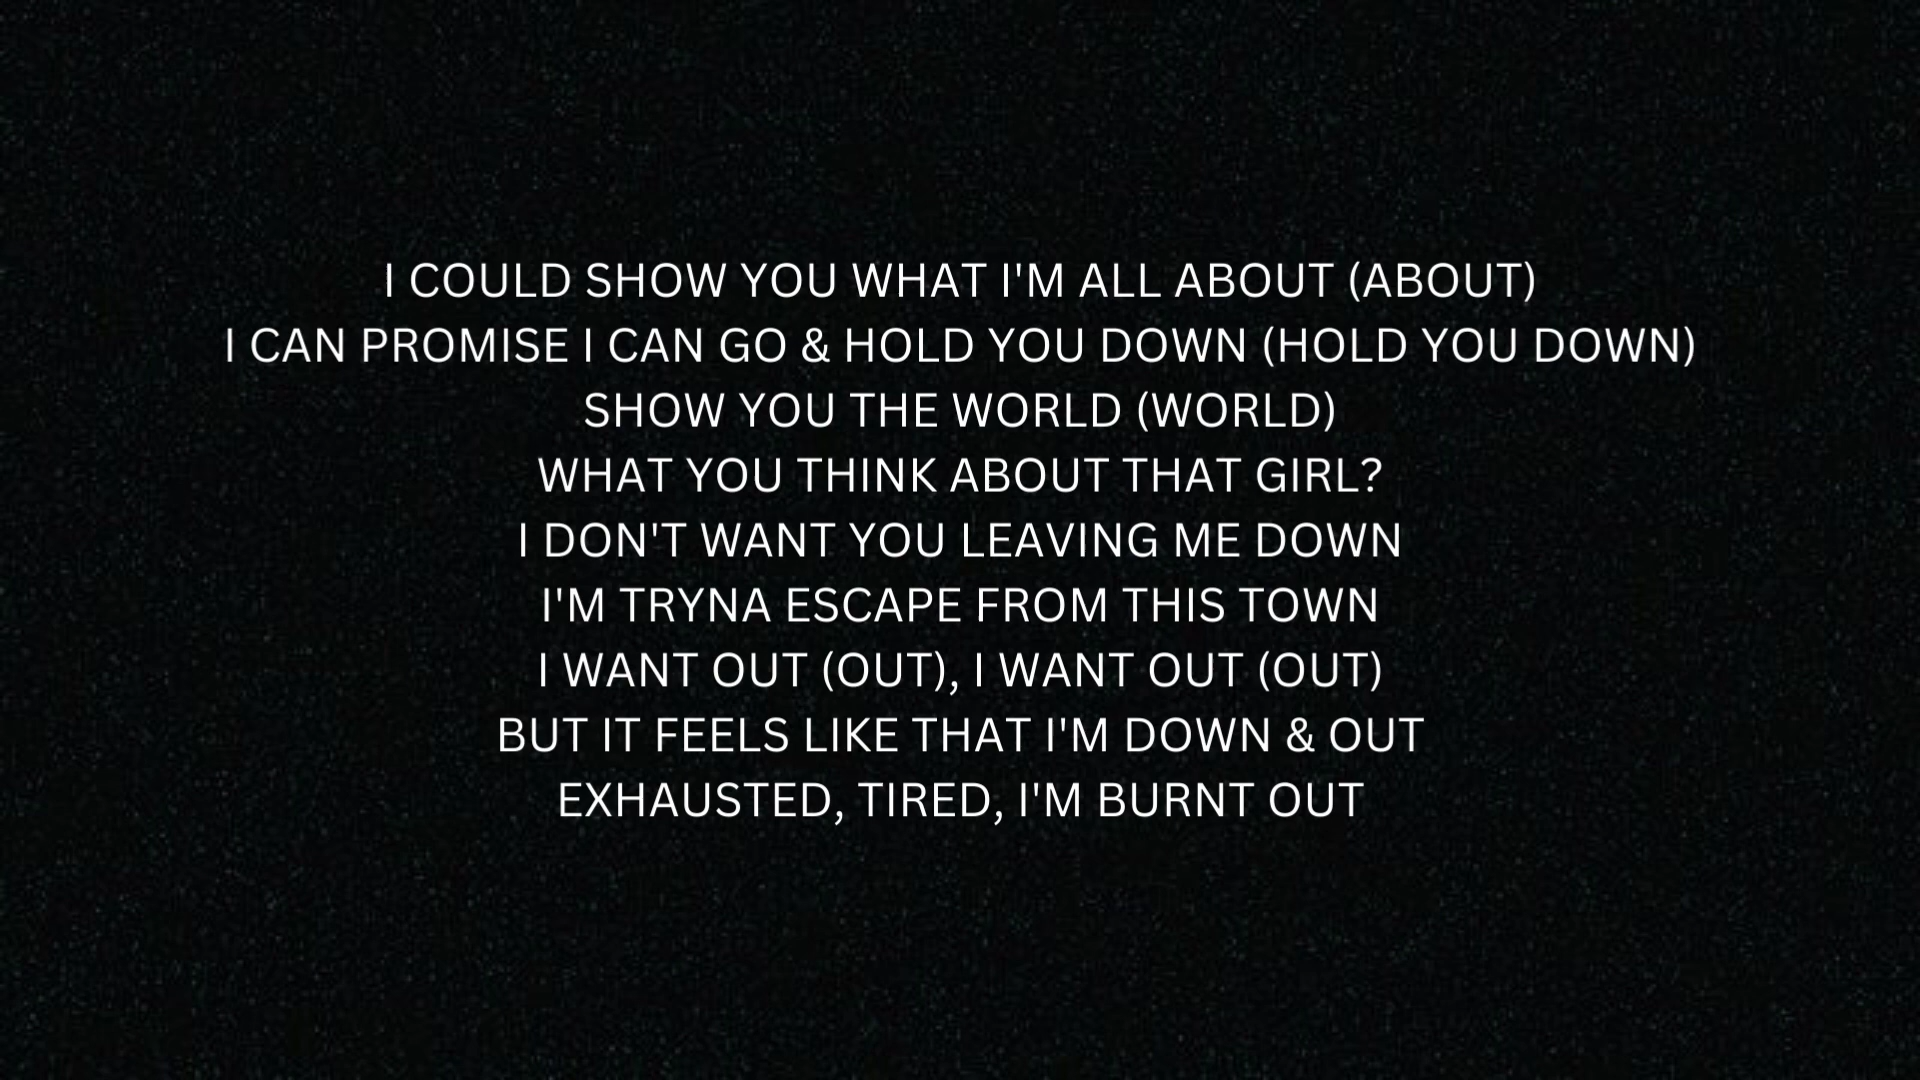 I COULD SHOW YOU WHAT I'M ALL ABOUT (ABOUT)
I CAN PROMISE I CAN GO & HOLD YOU DOWN (HOLD YOU DOWN)
SHOW YOU THE WORLD (WORLD)
WHAT YOU THINK ABOUT THAT GIRL?
I DON'T WANT YOU LEAVING ME DOWN
I'M TRYNA ESCAPE FROM THIS TOWN
I WANT OUT (OUT), I WANT OUT (OUT)
BUT IT FEELS LIKE THAT I'M DOWN & OUT
EXHAUSTED, TIRED, I'M BURNT OUT